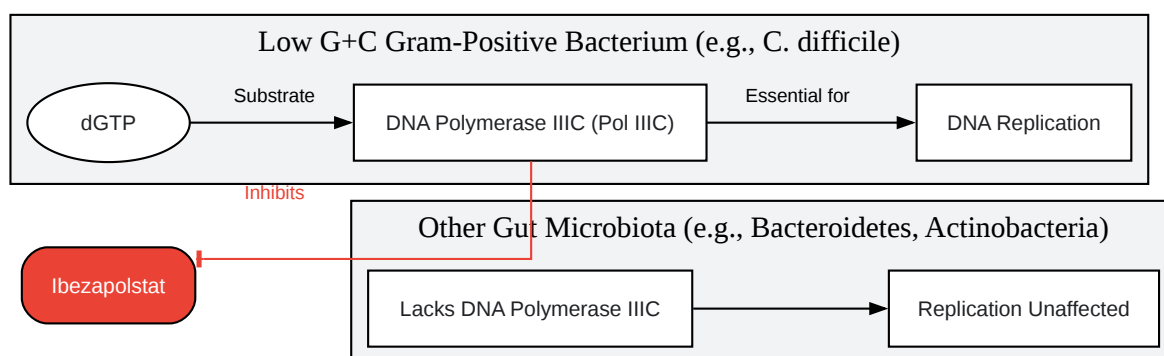 Low G+C Gram-Positive Bacterium (e.g., C. difficile)
Substrate
Essential for
dGTP
DNA Polymerase IIIC (Pol IIIC)
DNA Replication
Inhibits
Other Gut Microbiota (e.g., Bacteroidetes, Actinobacteria)
Ibezapolstat
Lacks DNA Polymerase IIIC
Replication Unaffected